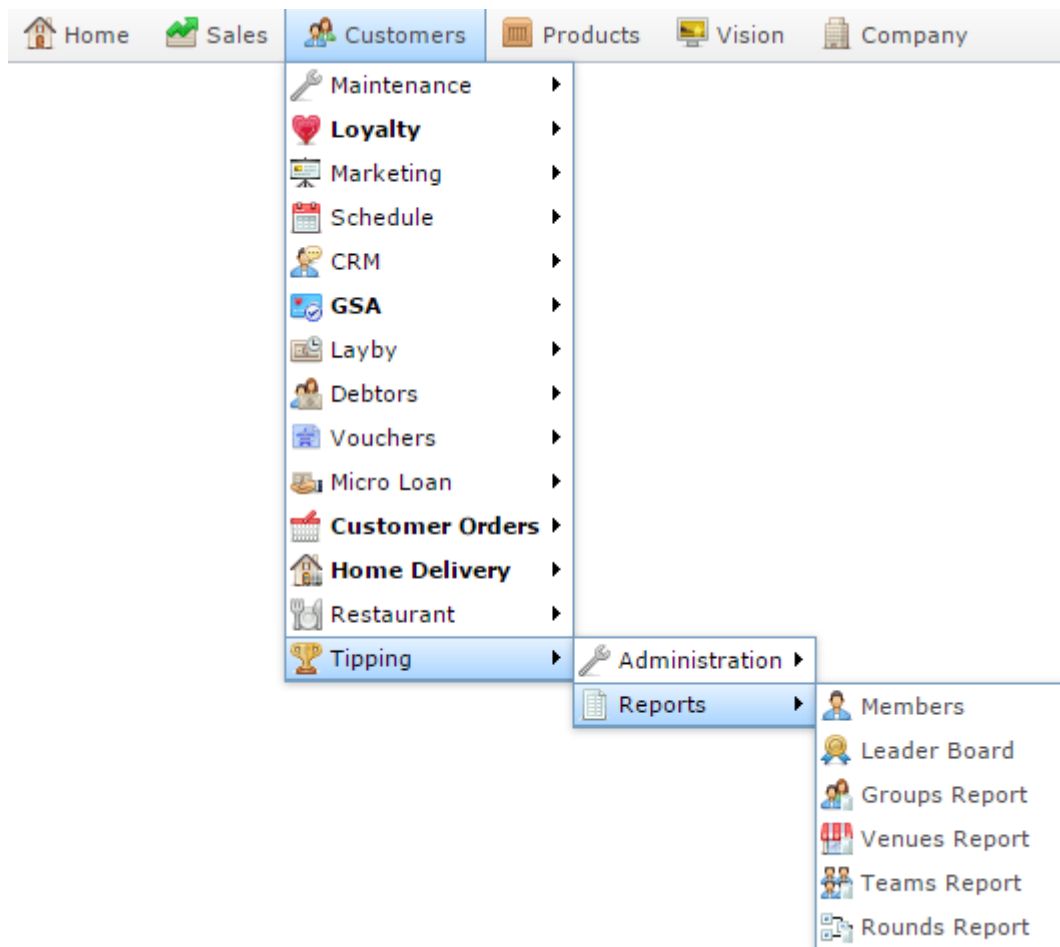 Home Sales Customers Products Vision Company
Maintenance
Loyalty
Marketing
Schedule
CRM
GSA
Layby
Debtors
Vouchers
Micro Loan
Customer Orders
Home Delivery
Restaurant
Tipping
Administration
Reports
Members
Leader Board
Groups Report
Venues Report
Teams Report
Rounds Report